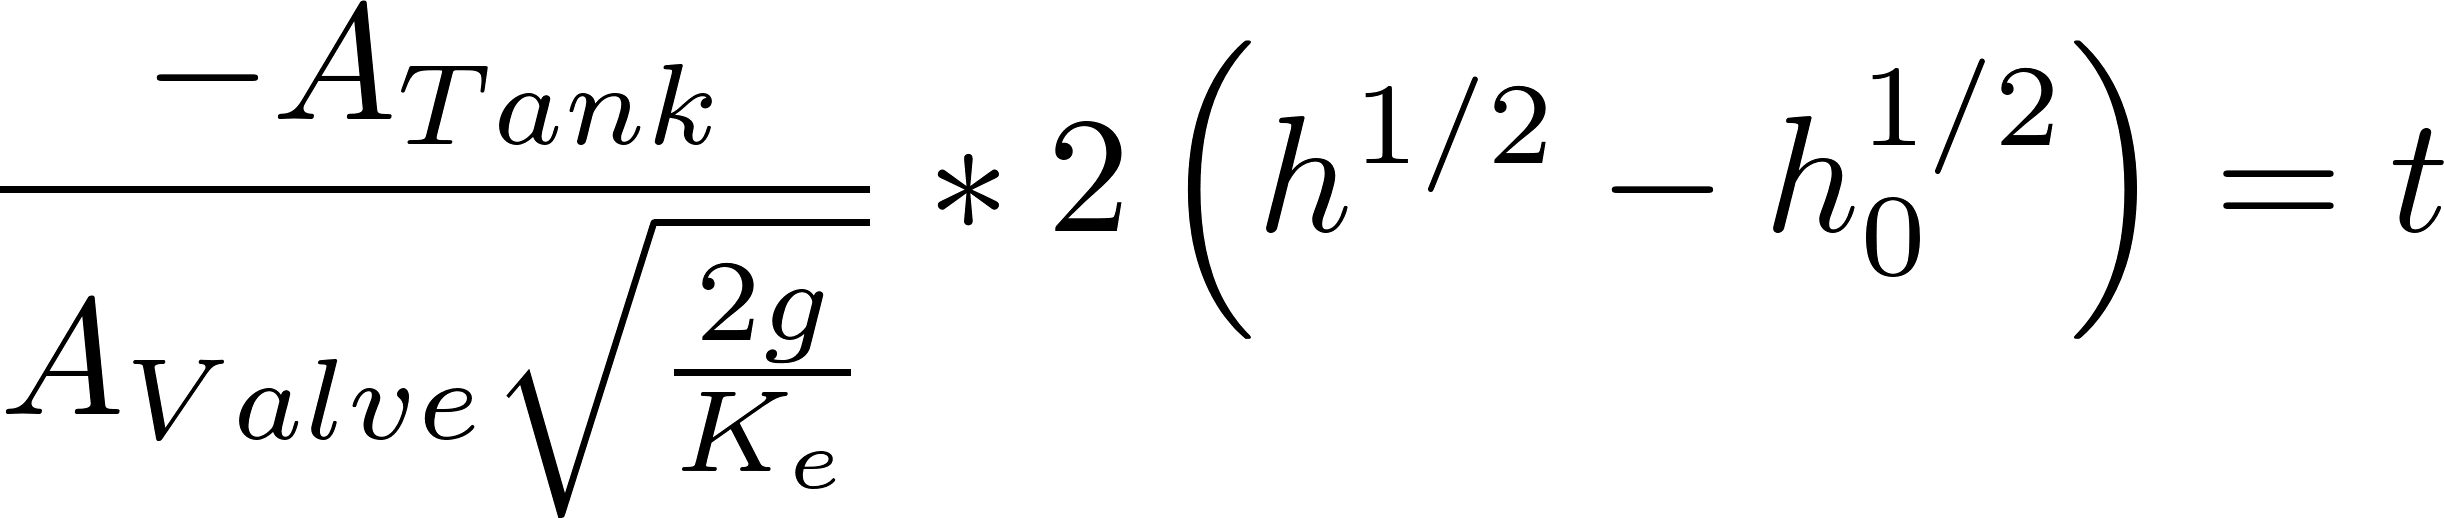 \frac{-A_{Tank}}{A_{Valve}\sqrt{\frac{2g}{K_e}}} * 2 \left( h^{1/2} - h_0^{1/2} \right) = t